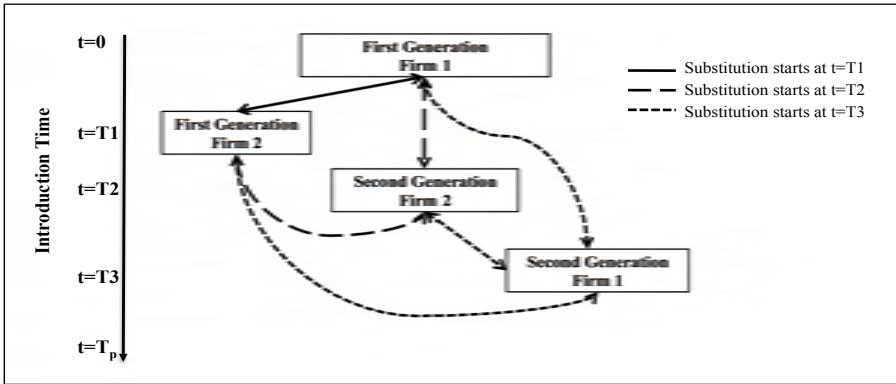 t=0
First Generation
Firm 1
Substitution starts at t=T1
Substitution starts at t=T2
Substitution starts at t=T3
First Generation
Firm 2
t=T1
Second Generation
Firm 2
t=T2
Second Generation
Firm 1
t=T3
t=Tp
Introduction Time